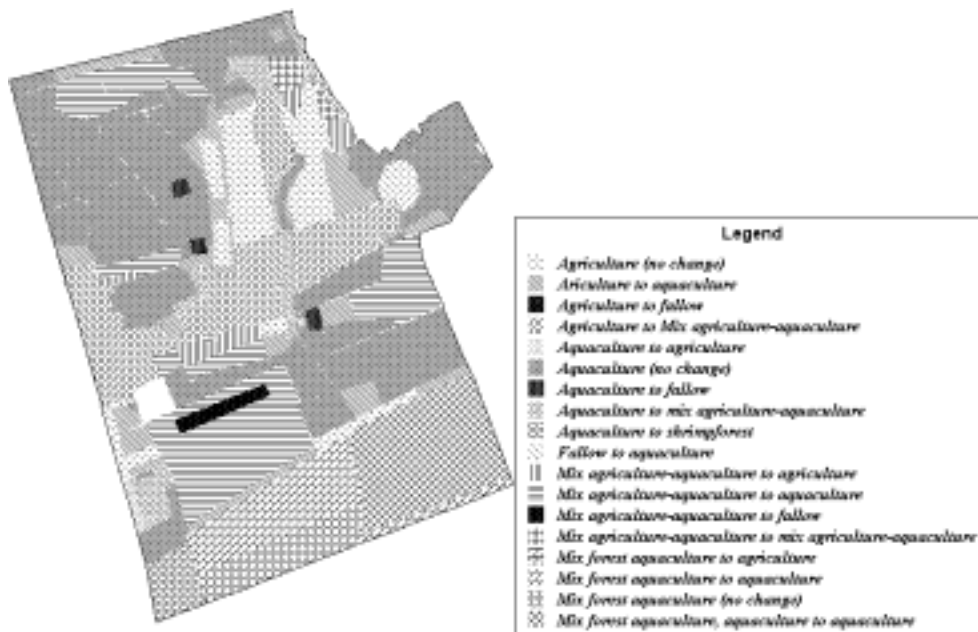 Legend
Agriculture (no change)
Ariculture to aquaculture
Agriculture to fallow
Agriculture to Mix agriculture-aquaculture
Aquaculture to agriculture
Aquaculture (no change)
Aquaculture to fallow
Aquaculture to mix agriculture-aquaculture
Aquaculture to shrimpforest
Fallow to aquaculture
Mix agriculture-aquaculture to agriculture
Mix agriculture-aquaculture to aquaculture
Mix agriculture-aquaculture to fallow
Mix agriculture-aquaculture to mix agriculture-aquaculture
Mix forest aquaculture to agriculture
Mix forest aquaculture to aquaculture
Mix forest aquaculture (no change)
Mix forest aquaculture, aquaculture to aquaculture